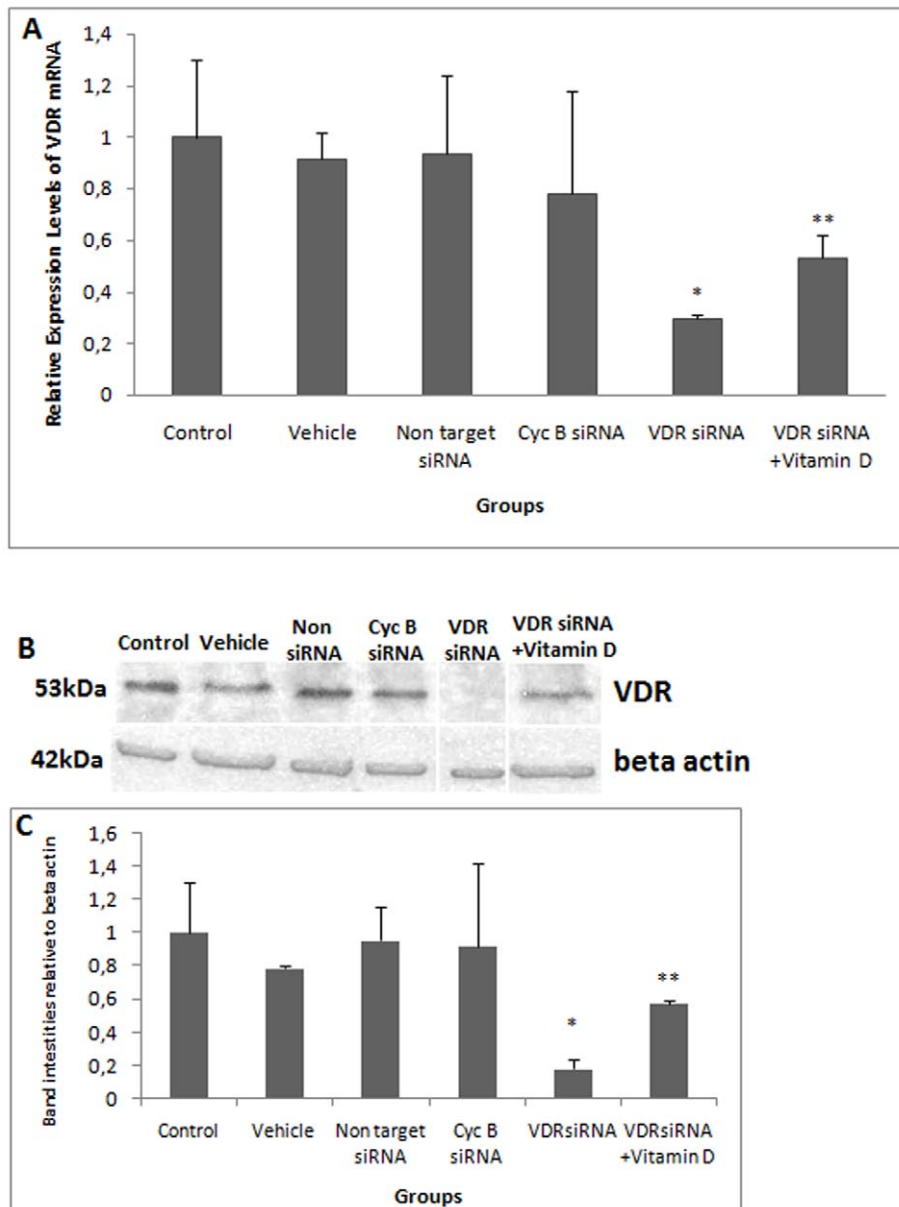 A
Relative Expression Levels of VDR mRNA
1,4
1,2
1
0,8
0,6
0,4
0,2
0
*
**
Control
Vehicle
Non target
siRNA
Cyc B siRNA
VDR siRNA
VDR siRNA
+Vitamin D
Groups
B
Control
Vehicle
Non
siRNA
Cyc B
siRNA
VDR
siRNA
VDR siRNA
+Vitamin D
53kDa
VDR
42kDa
beta actin
C
Band intestities relative to beta actin
1,6
1,4
1,2
1
0,8
0,6
0,4
0,2
0
*
**
Control
Vehicle
Non target
siRNA
Cyc B
siRNA
VDRsiRNA
VDRsiRNA
+Vitamin D
Groups